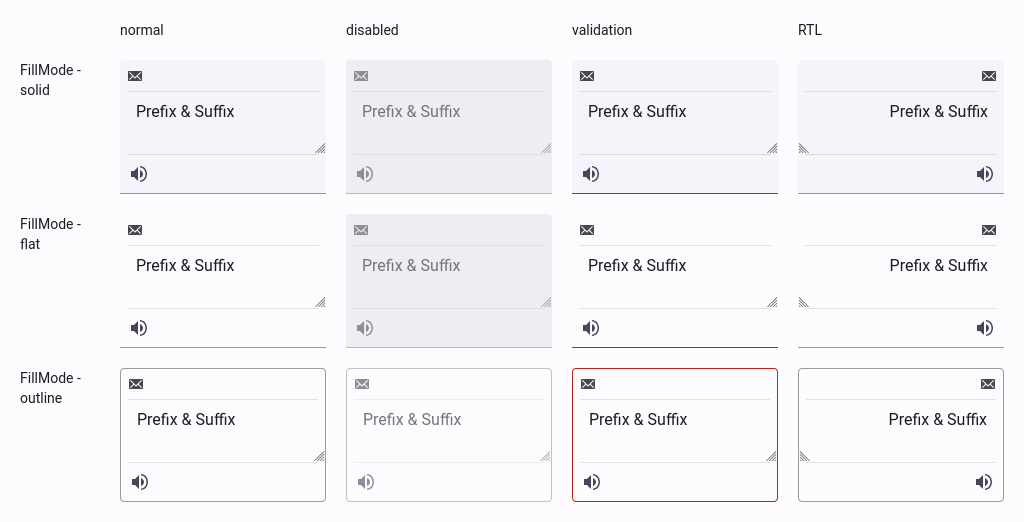 normal disabled validation RTL
FillMode -
solid
Prefix & Suffix Prefix & Suffix Prefix & Suffix Prefix & Suffix
FillMode -
flat
Prefix & Suffix Prefix & Suffix Prefix & Suffix Prefix & Suffix
FillMode -
outline
Prefix & Suffix Prefix & Suffix Prefix & Suffix Prefix & Suffix